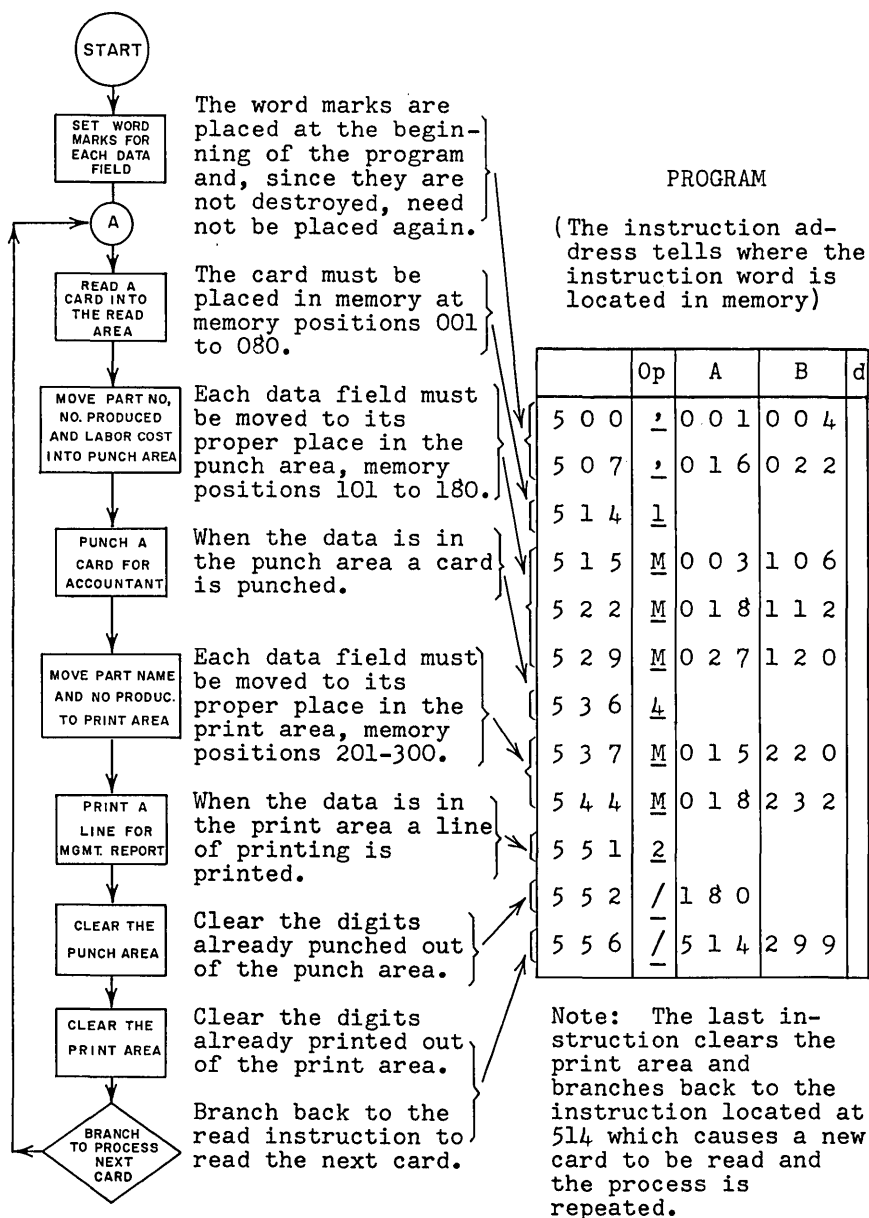 START
SET WORD
MARKS FOR
EACH DATA
FIELD
A
READ A
CARD INTO
THE READ
AREA
MOVE PART NO,
NO. PRODUCED
AND LABOR COST
INTO PUNCH AREA
PUNCH A
CARD FOR
ACCOUNTANT
MOVE PART NAME
AND NO PRODUC.
TO PRINT AREA
PRINT A
LINE FOR
MGMT. REPORT
CLEAR THE
PUNCH AREA
CLEAR THE
PRINT AREA
BRANCH
TO PROCESS
NEXT
CARD
The word marks are
placed at the begin-
ning of the program
and, since they are
not destroyed, need
not be placed again.
The card must be
placed in memory at
memory positions 001
to 080.
Each data field must
be moved to its
proper place in the
punch area, memory
positions 101 to 180.
When the data is in
the punch area a card
is punched.
Each data field must
be moved to its
proper place in the
print area, memory
positions 201-300.
When the data is in
the print area a line
of printing is
printed.
Clear the digits
already punched out
of the punch area.
Clear the digits
already printed out
of the print area.
Branch back to the
read instruction to
read the next card.
PROGRAM
(The instruction ad-
dress tells where the
instruction word is
located in memory)
Op A B d
5 0 0 , 0 0 1 0 0 4
5 0 7 , 0 1 6 0 2 2
5 1 4 1
5 1 5 M 0 0 3 1 0 6
5 2 2 M 0 1 8 1 1 2
5 2 9 M 0 2 7 1 2 0
5 3 6 4
5 3 7 M 0 1 5 2 2 0
5 4 4 M 0 1 8 2 3 2
5 5 1 2
5 5 2 / 1 8 0
5 5 6 / 5 1 4 2 9 9
Note: The last in-
struction clears the
print area and
branches back to the
instruction located at
514 which causes a new
card to be read and
the process is
repeated.